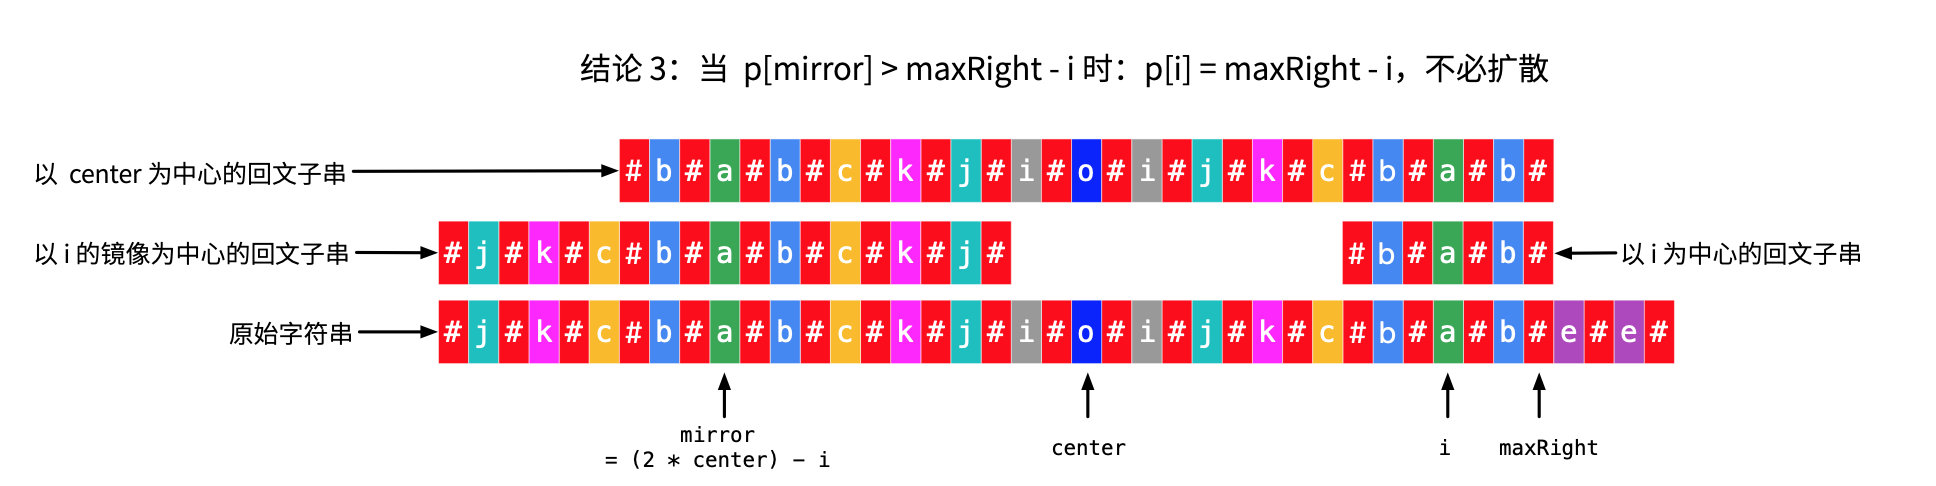 结论 3：当 p[mirror] > maxRight - i 时：p[i] = maxRight - i，不必扩散
以 center 为中心的回文子串
#b#a#b#c#k#j#i#o#i#j#k#c#b#a#b#
以 i 的镜像为中心的回文子串
#j#k#c#b#a#b#c#k#j#
#b#a#b#
以 i 为中心的回文子串
原始字符串
#j#k#c#b#a#b#c#k#j#i#o#i#j#k#c#b#a#b#e#e#
mirror
= (2 * center) - i
center
i
maxRight